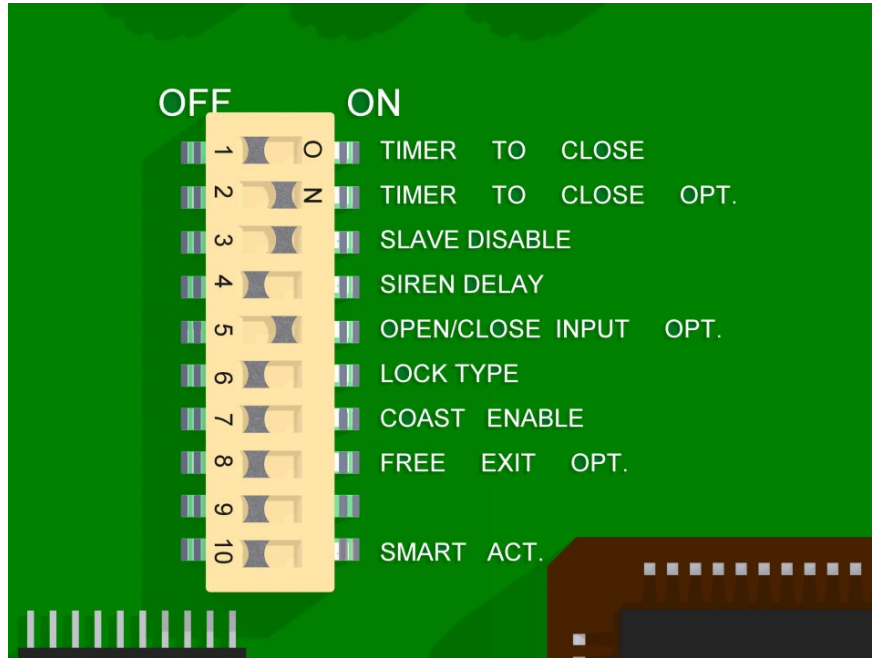 OFF ON
1 O TIMER TO CLOSE
2 N TIMER TO CLOSE OPT.
3 SLAVE DISABLE
4 SIREN DELAY
5 OPEN/CLOSE INPUT OPT.
6 LOCK TYPE
7 COAST ENABLE
8 FREE EXIT OPT.
9
10 SMART ACT.